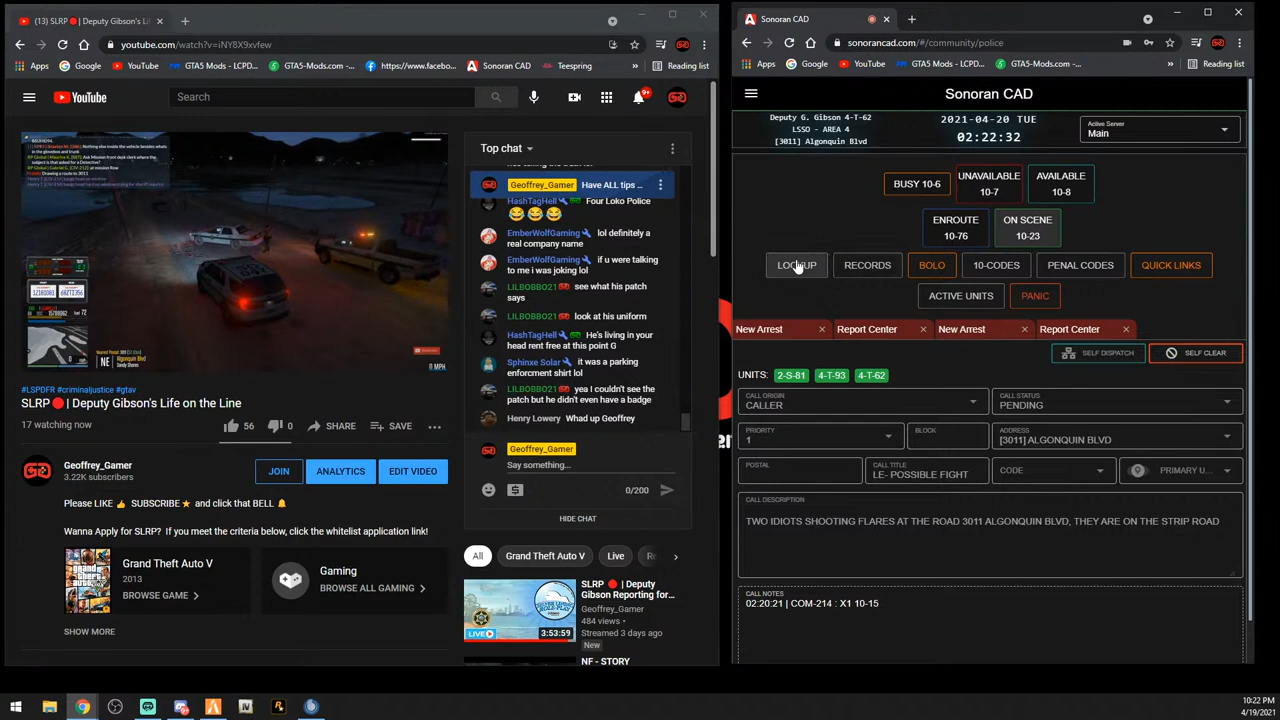 (13) SLRP🔴| Deputy Gibson's Li
youtube.com/watch?v=iNY8X9xvfew
Apps
Google
YouTube
GTA5 Mods - LCPD...
GTA5-Mods.com -...
https://www.facebo...
Sonoran CAD
Teespring
Reading list
YouTube
Search
9+
Top chat
Geoffrey_Gamer Have ALL tips ...
HashTagHell Four Loko Police
😂😂😂
EmberWolfGaming lol definitely a
real company name
EmberWolfGaming if u were talking
to me i was joking lol
LILBOBBO21 see what his patch
says
LILBOBBO21 look at his uniform
HashTagHell He's living in your
head rent free at this point G
Sphinxe Solar it was a parking
enforcment shirt lol
LILBOBBO21 yea I couldn't see the
patch but he didn't even have a badge
Henry Lowery Whad up Geoffrey
Geoffrey_Gamer
Say something...
0/200
HIDE CHAT
NE
Algonquin Blvd
Sandy Shores
0 MPH
#LSPDFR #criminaljustice #gtav
SLRP🔴| Deputy Gibson's Life on the Line
17 watching now
56
0
SHARE
SAVE
Geoffrey_Gamer
3.22K subscribers
JOIN
ANALYTICS
EDIT VIDEO
Please LIKE 👍 SUBSCRIBE⭐ and click that BELL 🔔
Wanna Apply for SLRP? If you meet the criteria below, click the whitelist application link!
Grand Theft Auto V
2013
BROWSE GAME
Gaming
BROWSE ALL GAMING
SHOW MORE
All
Grand Theft Auto V
Live
LIVE
3:53:59
SLRP🔴| Deputy
Gibson Reporting for...
Geoffrey_Gamer
484 views •
Streamed 3 days ago
New
NF - STORY
Sonoran CAD
sonorancad.com/#/community/police
Apps
Google
YouTube
GTA5 Mods - LCPD...
GTA5-Mods.com -...
Reading list
Sonoran CAD
Deputy G. Gibson 4-T-62
LSSO - AREA 4
[3011] Algonquin Blvd
2021-04-20 TUE
02:22:32
Active Server
Main
BUSY 10-6
UNAVAILABLE
10-7
AVAILABLE
10-8
ENROUTE
10-76
ON SCENE
10-23
LOOKUP
RECORDS
BOLO
10-CODES
PENAL CODES
QUICK LINKS
ACTIVE UNITS
PANIC
New Arrest
Report Center
New Arrest
Report Center
SELF DISPATCH
SELF CLEAR
UNITS: 2-S-81 4-T-93 4-T-62
CALL ORIGIN
CALLER
CALL STATUS
PENDING
PRIORITY
1
BLOCK
ADDRESS
[3011] ALGONQUIN BLVD
POSTAL
CALL TITLE
LE- POSSIBLE FIGHT
CODE
PRIMARY U...
CALL DESCRIPTION
TWO IDIOTS SHOOTING FLARES AT THE ROAD 3011 ALGONQUIN BLVD, THEY ARE ON THE STRIP ROAD
CALL NOTES
02:20:21 | COM-214 : X1 10-15
10:22 PM
4/19/2021